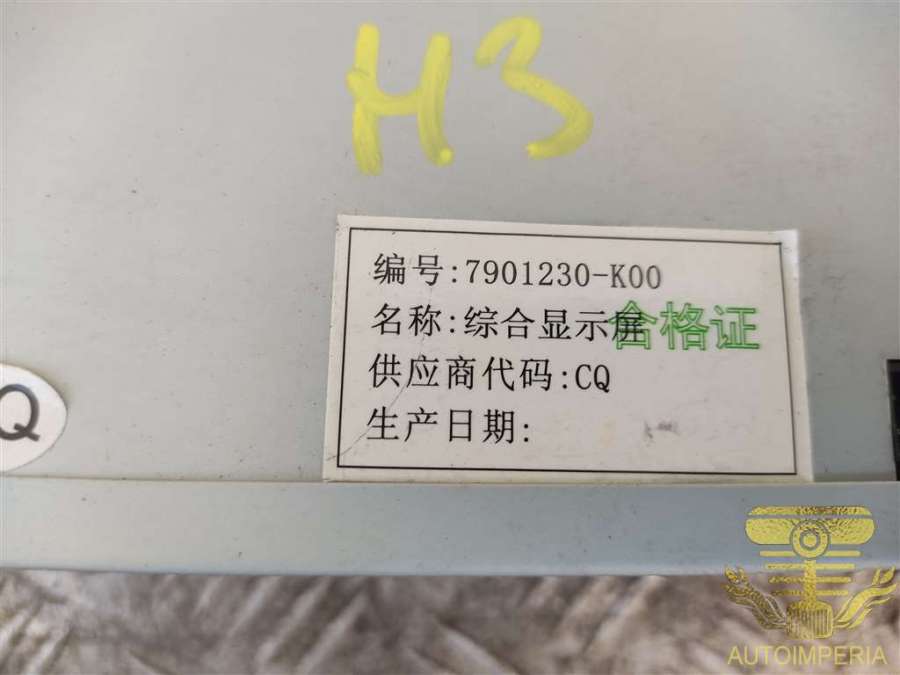 H3
编号:7901230-K00
名称:综合显示屏
合格证
供应商代码:CQ
生产日期:
Q
AUTOIMPERIA